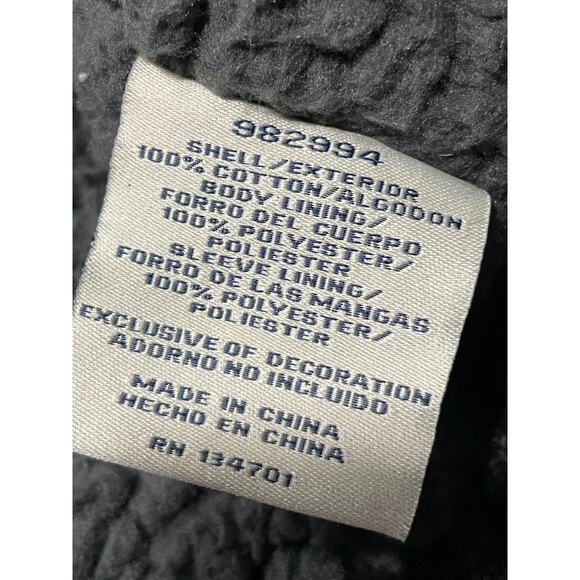 982994
SHELL/EXTERIOR
100% COTTON/ALGODON
BODY LINING/
FORRO DEL CUERPO
100% POLYESTER/
POLIESTER
SLEEVE LINING/
FORRO DE LAS MANGAS
100% POLYESTER/
POLIESTER
EXCLUSIVE OF DECORATION
ADORNO NO INCLUIDO
MADE IN CHINA
HECHO EN CHINA
RN 134701